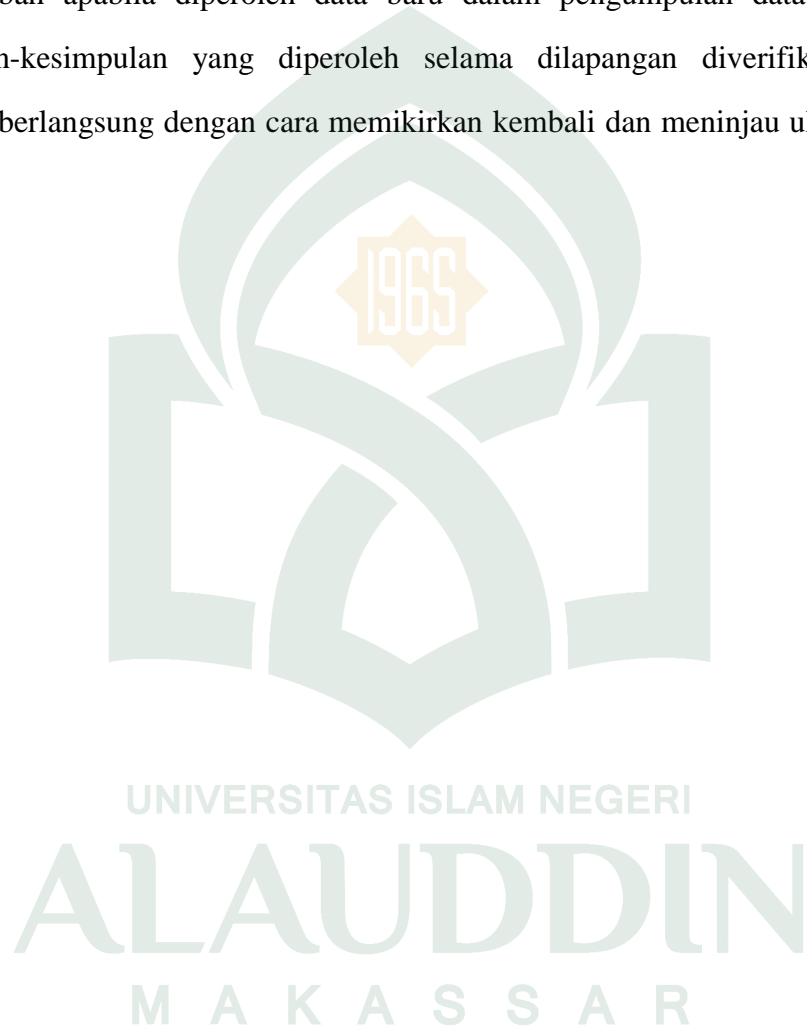 apabila diperoleh data baru dalam pengumpulan data
n-kesimpulan yang diperoleh selama dilapangan diverifik
berlangsung dengan cara memikirkan kembali dan meninjau ul
1965
UNIVERSITAS ISLAM NEGERI
ALAUDDIN
MAKASSAR